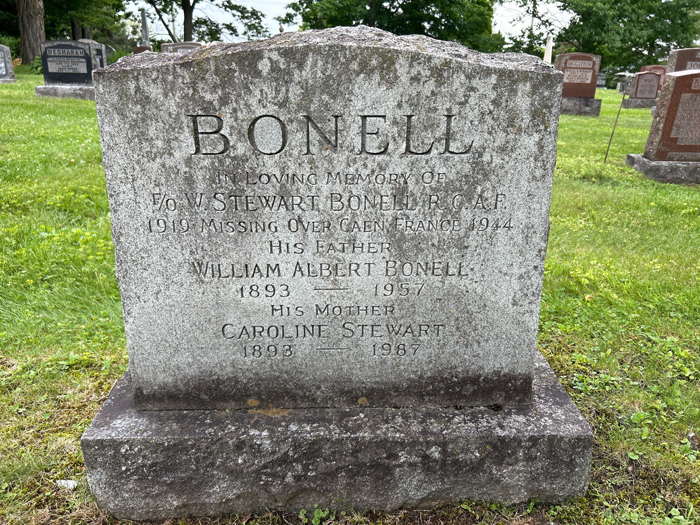 BONELL
IN LOVING MEMORY OF
F/O W. STEWART BONELL R.C.A.F.
1919 MISSING OVER CAEN FRANCE 1944
HIS FATHER
WILLIAM ALBERT BONELL
1893 — 1957
HIS MOTHER
CAROLINE STEWART
1893 — 1987
BESHARAH